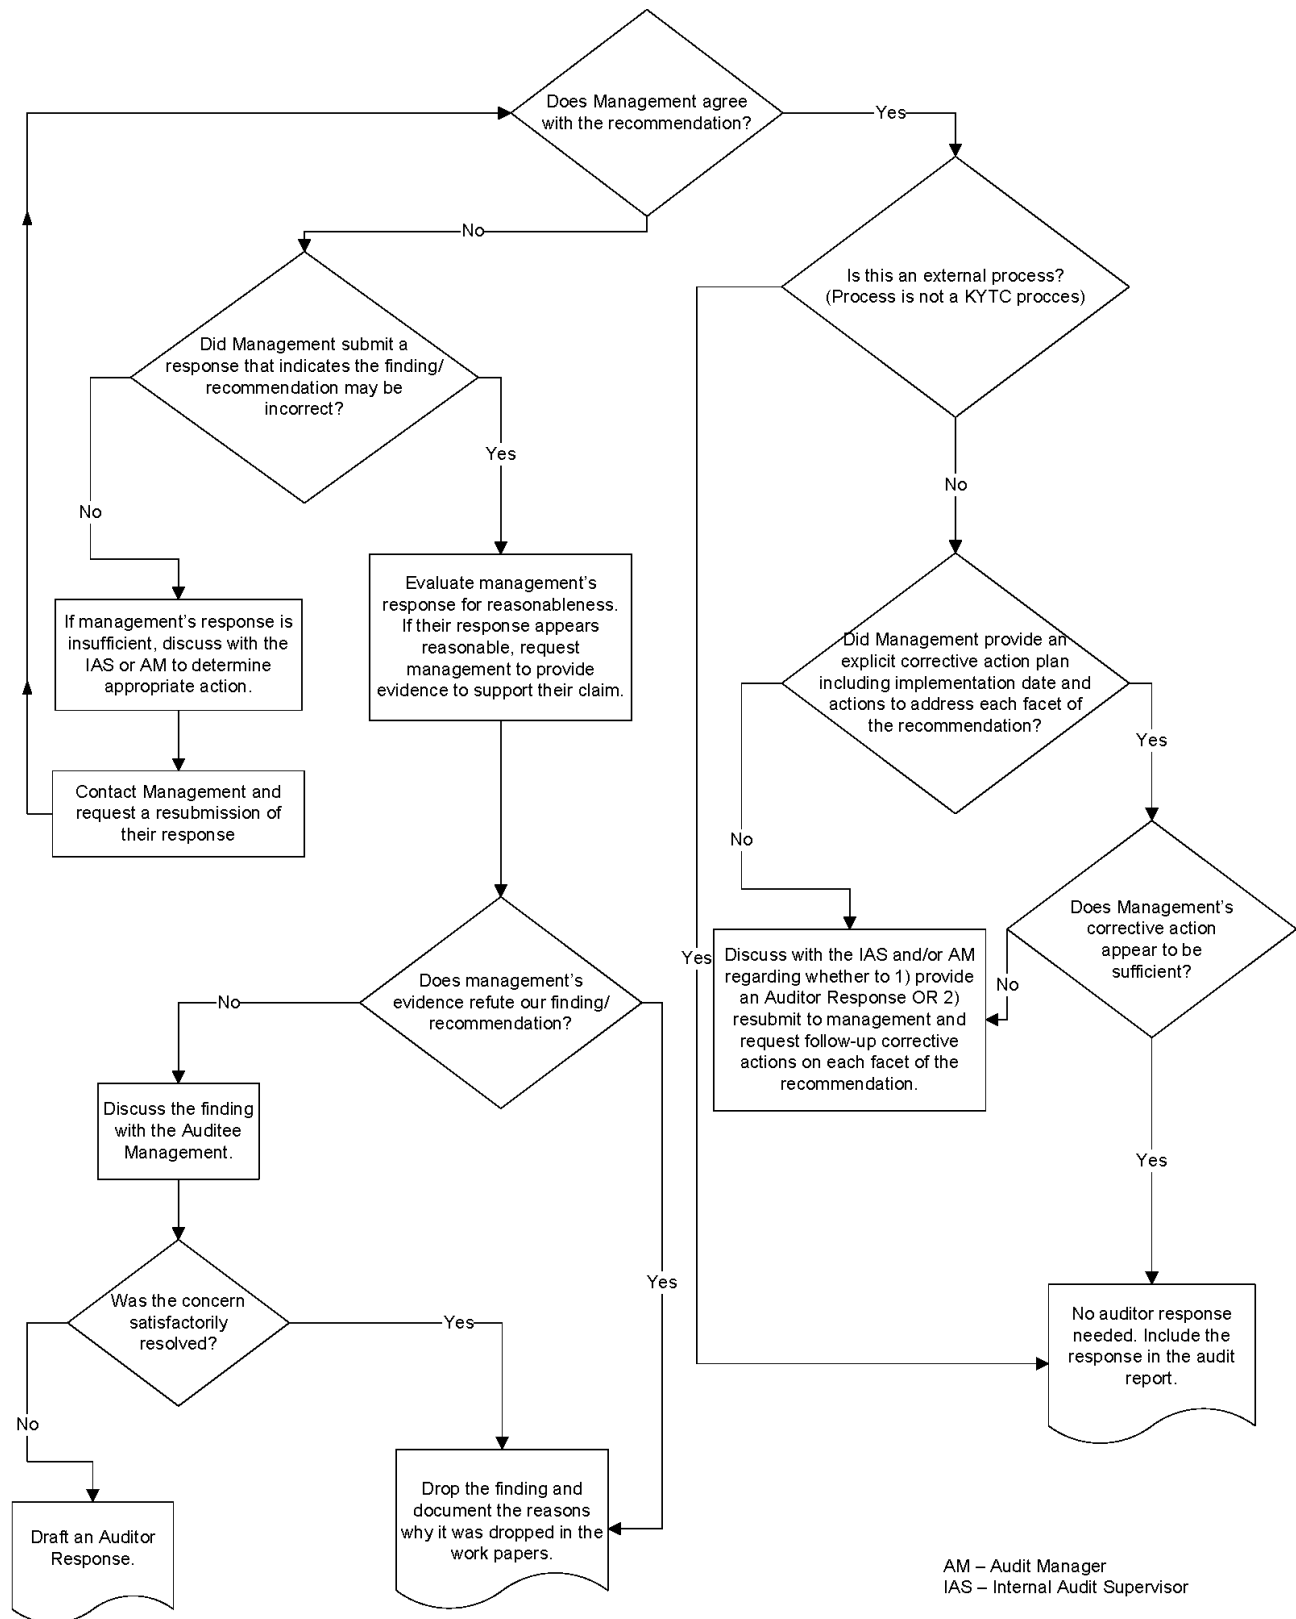 Does Management agree
with the recommendation?
Yes
No
Is this an external process?
(Process is not a KYTC procces)
Did Management submit a
response that indicates the finding/
recommendation may be
incorrect?
Yes
No
No
Evaluate management's
response for reasonableness.
If their response appears
reasonable, request
management to provide
evidence to support their claim.
If management's response is
insufficient, discuss with the
IAS or AM to determine
appropriate action.
Did Management provide an
explicit corrective action plan
including implementation date and
actions to address each facet of
the recommendation?
Yes
Contact Management and
request a resubmission of
their response
No
Does Management's
corrective action
appear to be
sufficient?
Yes
Discuss with the IAS and/or AM
regarding whether to 1) provide
an Auditor Response OR 2)
resubmit to management and
request follow-up corrective
actions on each facet of the
recommendation.
No
Does management's
evidence refute our finding/
recommendation?
No
Discuss the finding
with the Auditee
Management.
Yes
Yes
Was the concern
satisfactorily
resolved?
Yes
No
No auditor response
needed. Include the
response in the audit
report.
Drop the finding and
document the reasons
why it was dropped in the
work papers.
Draft an Auditor
Response.
AM – Audit Manager
IAS – Internal Audit Supervisor